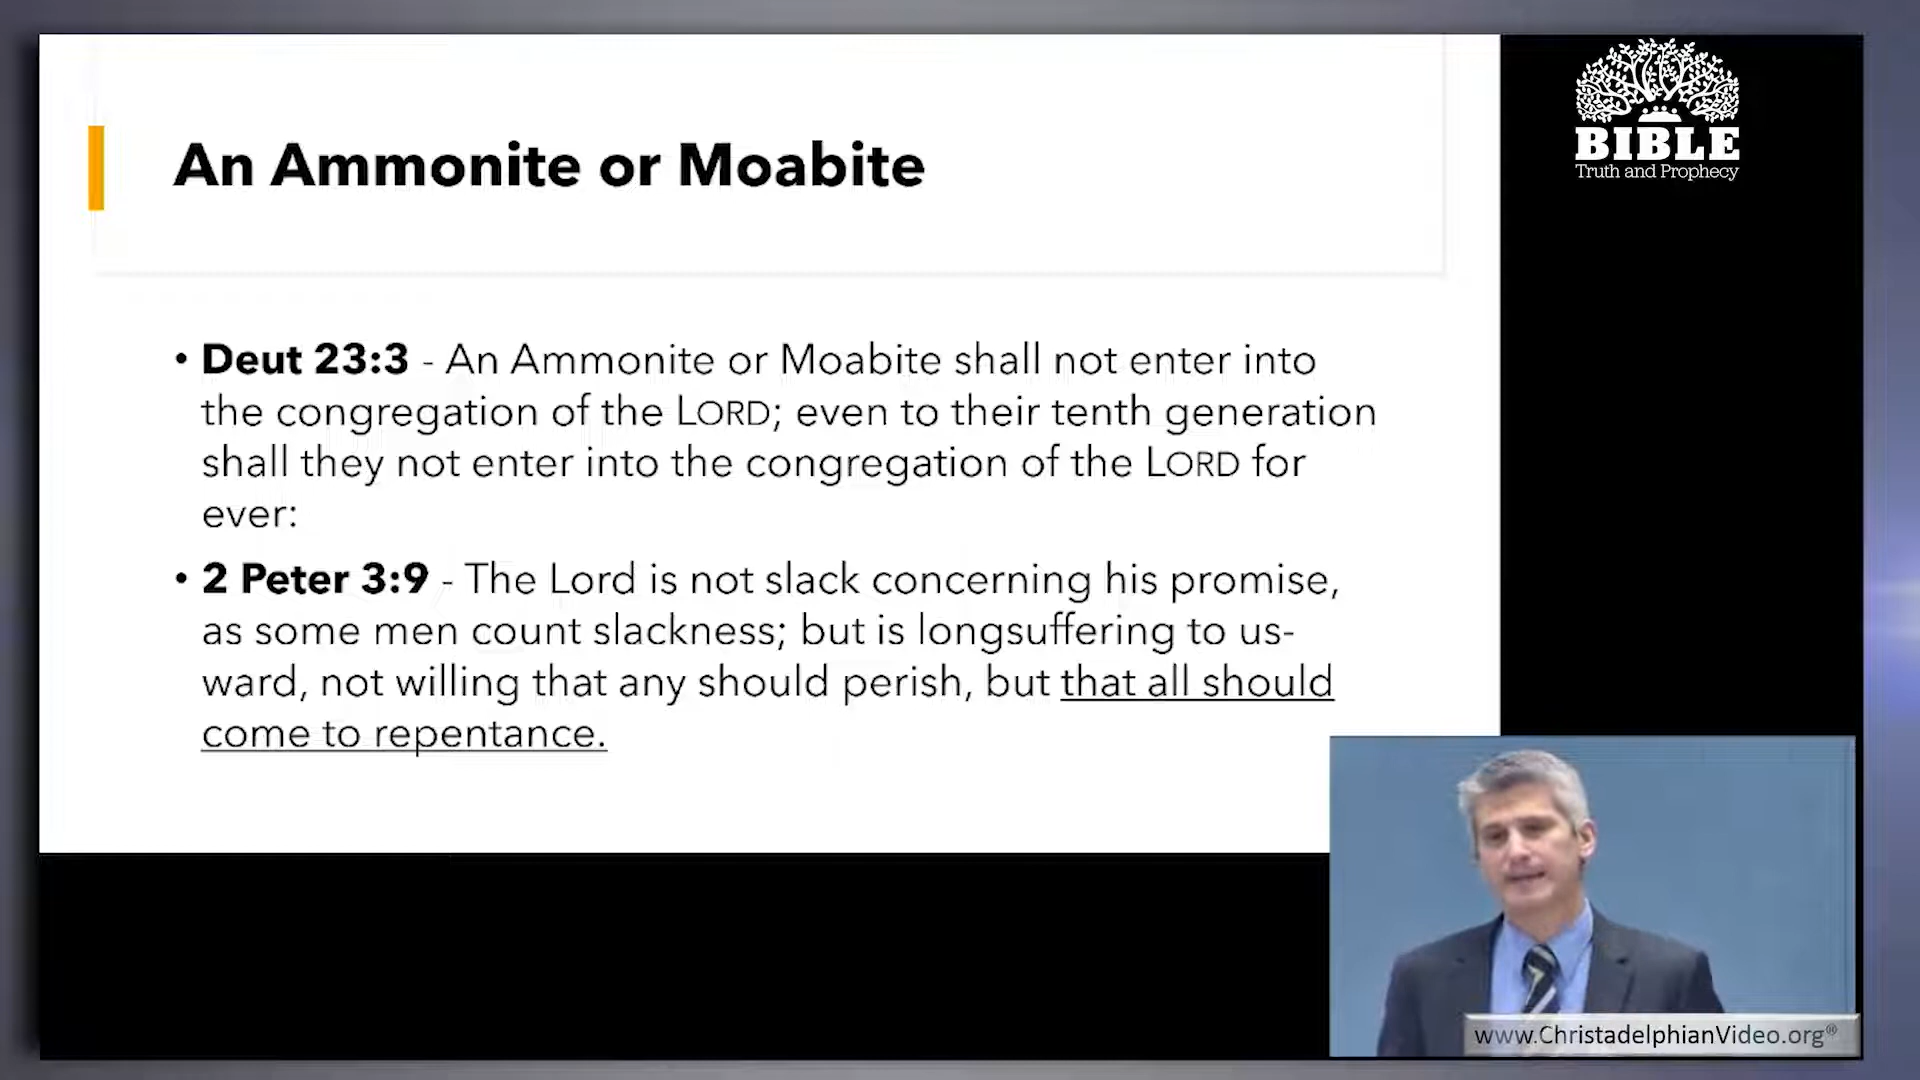 An Ammonite or Moabite
• Deut 23:3 - An Ammonite or Moabite shall not enter into
the congregation of the LORD; even to their tenth generation
shall they not enter into the congregation of the LORD for
ever:
• 2 Peter 3:9 - The Lord is not slack concerning his promise,
as some men count slackness; but is longsuffering to us-
ward, not willing that any should perish, but that all should
come to repentance.
BIBLE
Truth and Prophecy
www.ChristadelphianVideo.org®